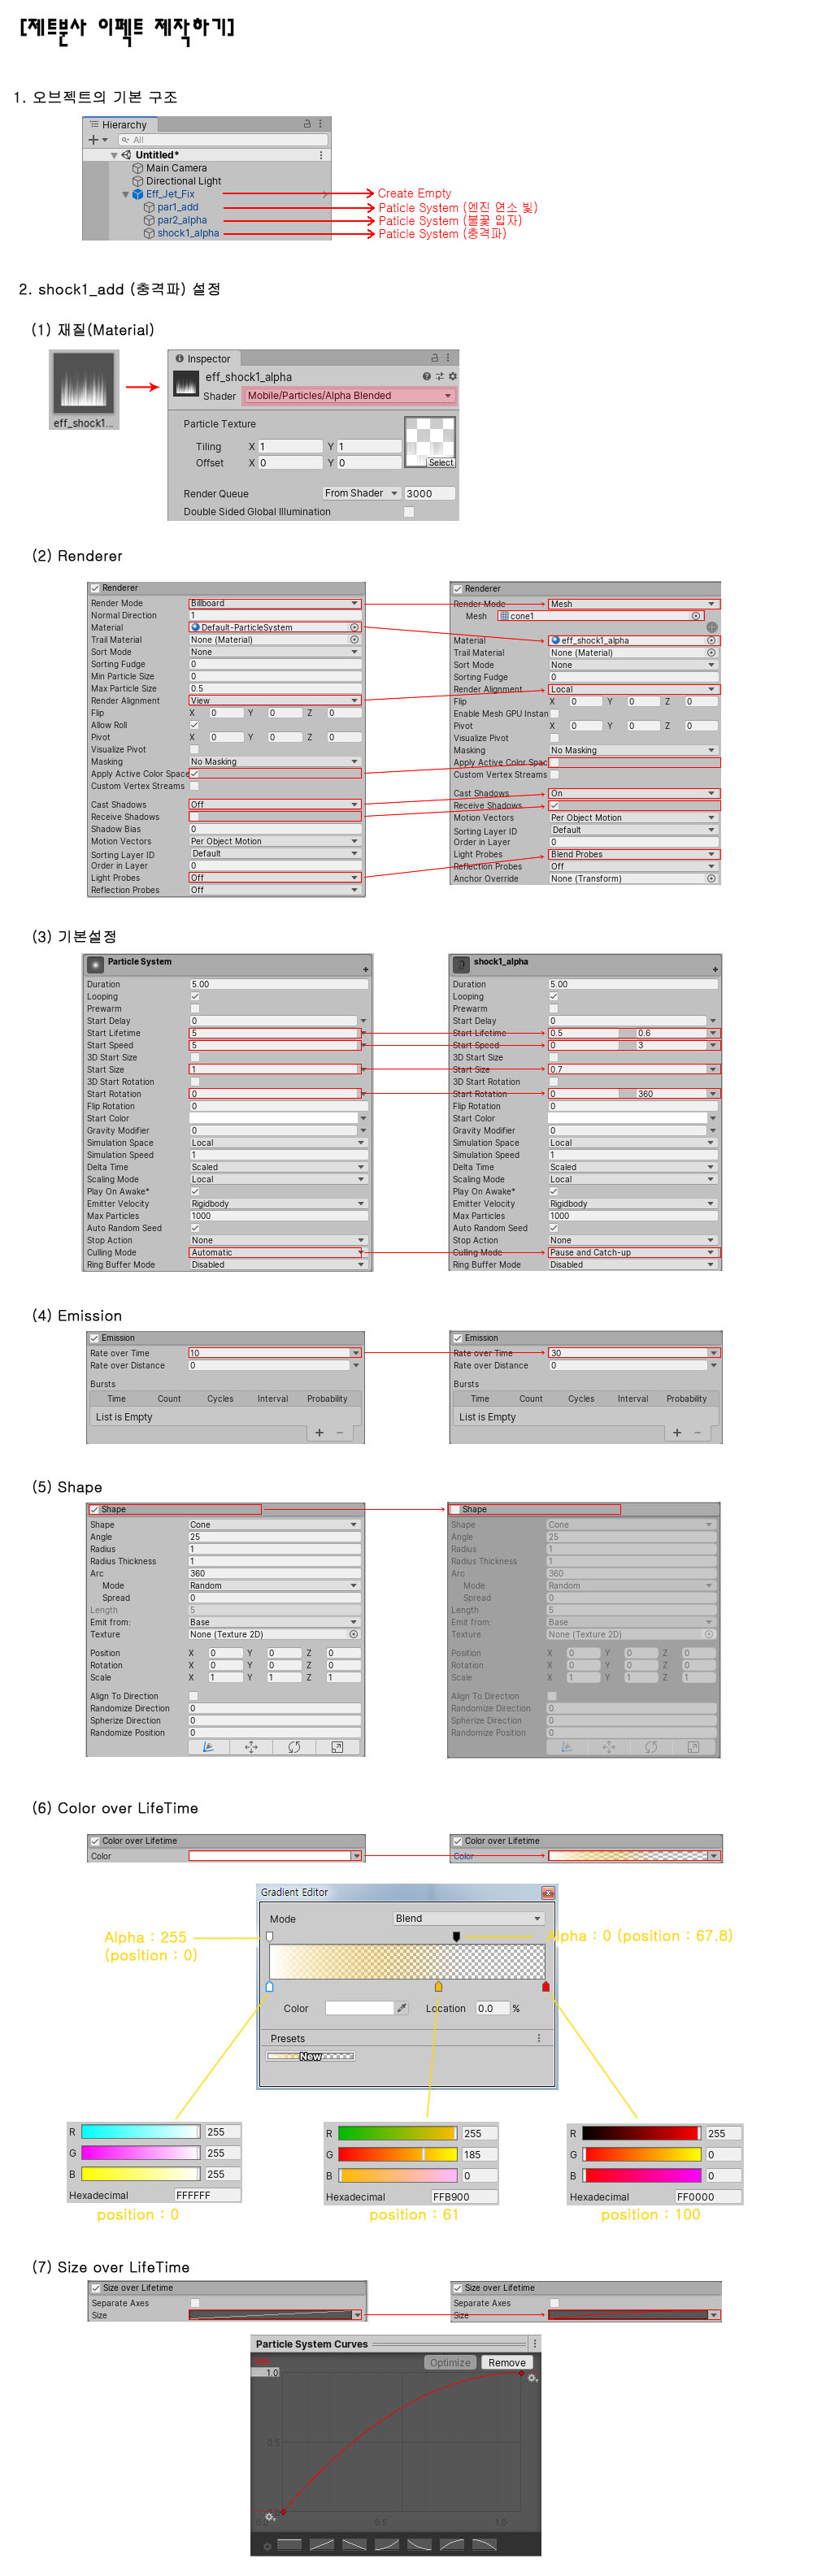 [제트분사 이펙트 제작하기]
1. 오브젝트의 기본 구조
Hierarchy
All
Untitled*
Main Camera
Directional Light
Eff_Jet_Fix
Create Empty
par1_add
Paticle System (엔진 연소 빛)
par2_alpha
Paticle System (불꽃 입자)
shock1_alpha
Paticle System (충격파)
2. shock1_add (충격파) 설정
(1) 재질(Material)
eff_shock1...
Inspector
eff_shock1_alpha
Shader Mobile/Particles/Alpha Blended
Particle Texture
Tiling X 1 Y 1
Offset X 0 Y 0
Select
Render Queue From Shader 3000
Double Sided Global Illumination
(2) Renderer
Renderer
Render Mode Billboard
Normal Direction 1
Material Default-ParticleSystem
Trail Material None (Material)
Sort Mode None
Sorting Fudge 0
Min Particle Size 0
Max Particle Size 0.5
Render Alignment View
Flip X 0 Y 0 Z 0
Allow Roll
Pivot X 0 Y 0 Z 0
Visualize Pivot
Masking No Masking
Apply Active Color Space
Custom Vertex Streams
Cast Shadows Off
Receive Shadows
Shadow Bias 0
Motion Vectors Per Object Motion
Sorting Layer ID Default
Order in Layer 0
Light Probes Off
Reflection Probes Off
Renderer
Render Mode Mesh
Mesh cone1
Material eff_shock1_alpha
Trail Material None (Material)
Sort Mode None
Sorting Fudge 0
Render Alignment Local
Flip X 0 Y 0 Z 0
Enable Mesh GPU Instan
Pivot X 0 Y 0 Z 0
Visualize Pivot
Masking No Masking
Apply Active Color Spac
Custom Vertex Streams
Cast Shadows On
Receive Shadows
Motion Vectors Per Object Motion
Sorting Layer ID Default
Order in Layer 0
Light Probes Blend Probes
Reflection Probes Off
Anchor Override None (Transform)
(3) 기본설정
Particle System
Duration 5.00
Looping
Prewarm
Start Delay 0
Start Lifetime 5
Start Speed 5
3D Start Size
Start Size 1
3D Start Rotation
Start Rotation 0
Flip Rotation 0
Start Color
Gravity Modifier 0
Simulation Space Local
Simulation Speed 1
Delta Time Scaled
Scaling Mode Local
Play On Awake*
Emitter Velocity Rigidbody
Max Particles 1000
Auto Random Seed
Stop Action None
Culling Mode Automatic
Ring Buffer Mode Disabled
shock1_alpha
Duration 5.00
Looping
Prewarm
Start Delay 0
Start Lifetime 0.5 0.6
Start Speed 0 3
3D Start Size
Start Size 0.7
3D Start Rotation
Start Rotation 0 360
Flip Rotation 0
Start Color
Gravity Modifier 0
Simulation Space Local
Simulation Speed 1
Delta Time Scaled
Scaling Mode Local
Play On Awake*
Emitter Velocity Rigidbody
Max Particles 1000
Auto Random Seed
Stop Action None
Culling Mode Pause and Catch-up
Ring Buffer Mode Disabled
(4) Emission
Emission
Rate over Time 10
Rate over Distance 0
Bursts
Time Count Cycles Interval Probability
List is Empty
Emission
Rate over Time 30
Rate over Distance 0
Bursts
Time Count Cycles Interval Probability
List is Empty
(5) Shape
Shape
Shape Cone
Angle 25
Radius 1
Radius Thickness 1
Arc 360
Mode Random
Spread 0
Length 5
Emit from: Base
Texture None (Texture 2D)
Position X 0 Y 0 Z 0
Rotation X 0 Y 0 Z 0
Scale X 1 Y 1 Z 1
Align To Direction
Randomize Direction 0
Spherize Direction 0
Randomize Position 0
Shape
Shape Cone
Angle 25
Radius 1
Radius Thickness 1
Arc 360
Mode Random
Spread 0
Length 5
Emit from: Base
Texture None (Texture 2D)
Position X 0 Y 0 Z 0
Rotation X 0 Y 0 Z 0
Scale X 1 Y 1 Z 1
Align To Direction
Randomize Direction 0
Spherize Direction 0
Randomize Position 0
(6) Color over LifeTime
Color over Lifetime
Color
Color over Lifetime
Color
Gradient Editor
Mode Blend
Alpha : 255
(position : 0)
Alpha : 0 (position : 67.8)
Color Location 0.0 %
Presets
New
R 255
G 255
B 255
Hexadecimal FFFFFF
position : 0
R 255
G 185
B 0
Hexadecimal FFB900
position : 61
R 255
G 0
B 0
Hexadecimal FF0000
position : 100
(7) Size over LifeTime
Size over Lifetime
Separate Axes
Size
Size over Lifetime
Separate Axes
Size
Particle System Curves
Optimize Remove
1.0
0.5
0.0 0.5 1.0